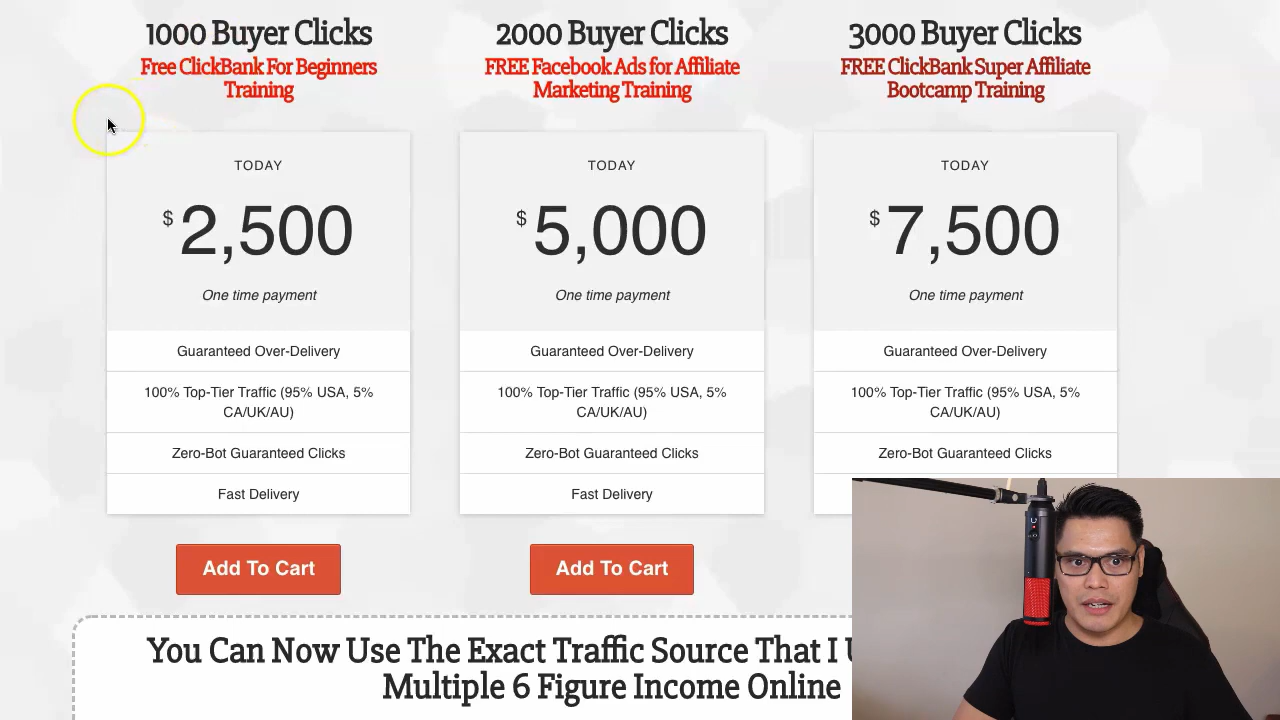 1000 Buyer Clicks
Free ClickBank For Beginners
Training
TODAY
$2,500
One time payment
Guaranteed Over-Delivery
100% Top-Tier Traffic (95% USA, 5%
CA/UK/AU)
Zero-Bot Guaranteed Clicks
Fast Delivery
Add To Cart
2000 Buyer Clicks
FREE Facebook Ads for Affiliate
Marketing Training
TODAY
$5,000
One time payment
Guaranteed Over-Delivery
100% Top-Tier Traffic (95% USA, 5%
CA/UK/AU)
Zero-Bot Guaranteed Clicks
Fast Delivery
Add To Cart
3000 Buyer Clicks
FREE ClickBank Super Affiliate
Bootcamp Training
TODAY
$7,500
One time payment
Guaranteed Over-Delivery
100% Top-Tier Traffic (95% USA, 5%
CA/UK/AU)
Zero-Bot Guaranteed Clicks
You Can Now Use The Exact Traffic Source That I
Multiple 6 Figure Income Online